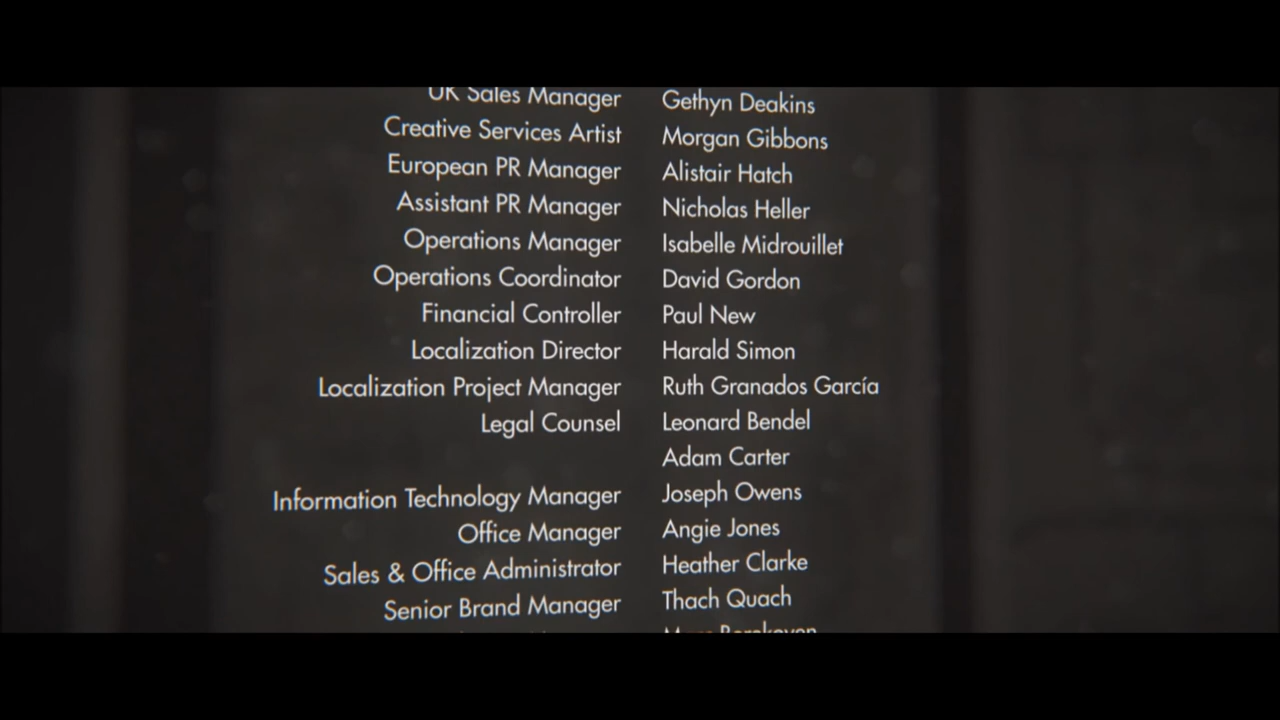 UK Sales Manager Gethyn Deakins
Creative Services Artist Morgan Gibbons
European PR Manager Alistair Hatch
Assistant PR Manager Nicholas Heller
Operations Manager Isabelle Midrouillet
Operations Coordinator David Gordon
Financial Controller Paul New
Localization Director Harald Simon
Localization Project Manager Ruth Granados García
Legal Counsel Leonard Bendel
Adam Carter
Information Technology Manager Joseph Owens
Office Manager Angie Jones
Sales & Office Administrator Heather Clarke
Senior Brand Manager Thach Quach